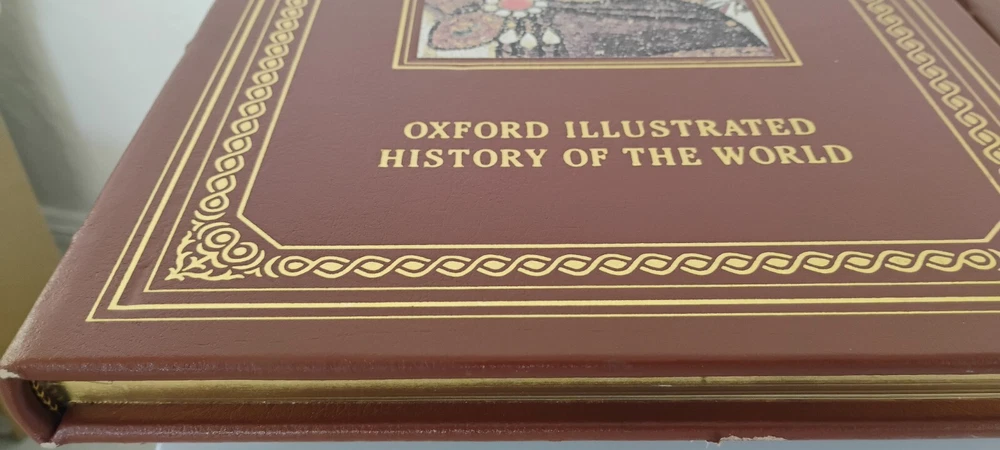 OXFORD ILLUSTRATED
HISTORY OF THE WORLD